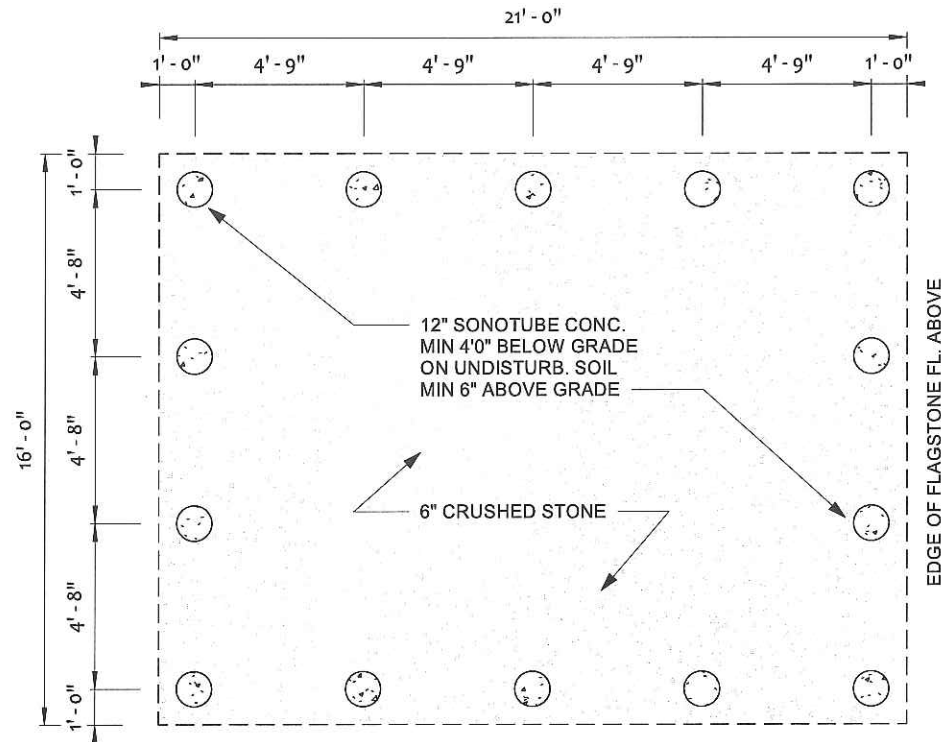 21' - 0"
1' - 0" 4' - 9" 4' - 9" 4' - 9" 4' - 9" 1' - 0"
1' - 0"
4' - 8"
4' - 8"
4' - 8"
1' - 0"
16' - 0"
12" SONOTUBE CONC.
MIN 4'0" BELOW GRADE
ON UNDISTURB. SOIL
MIN 6" ABOVE GRADE
6" CRUSHED STONE
EDGE OF FLAGSTONE FL. ABOVE